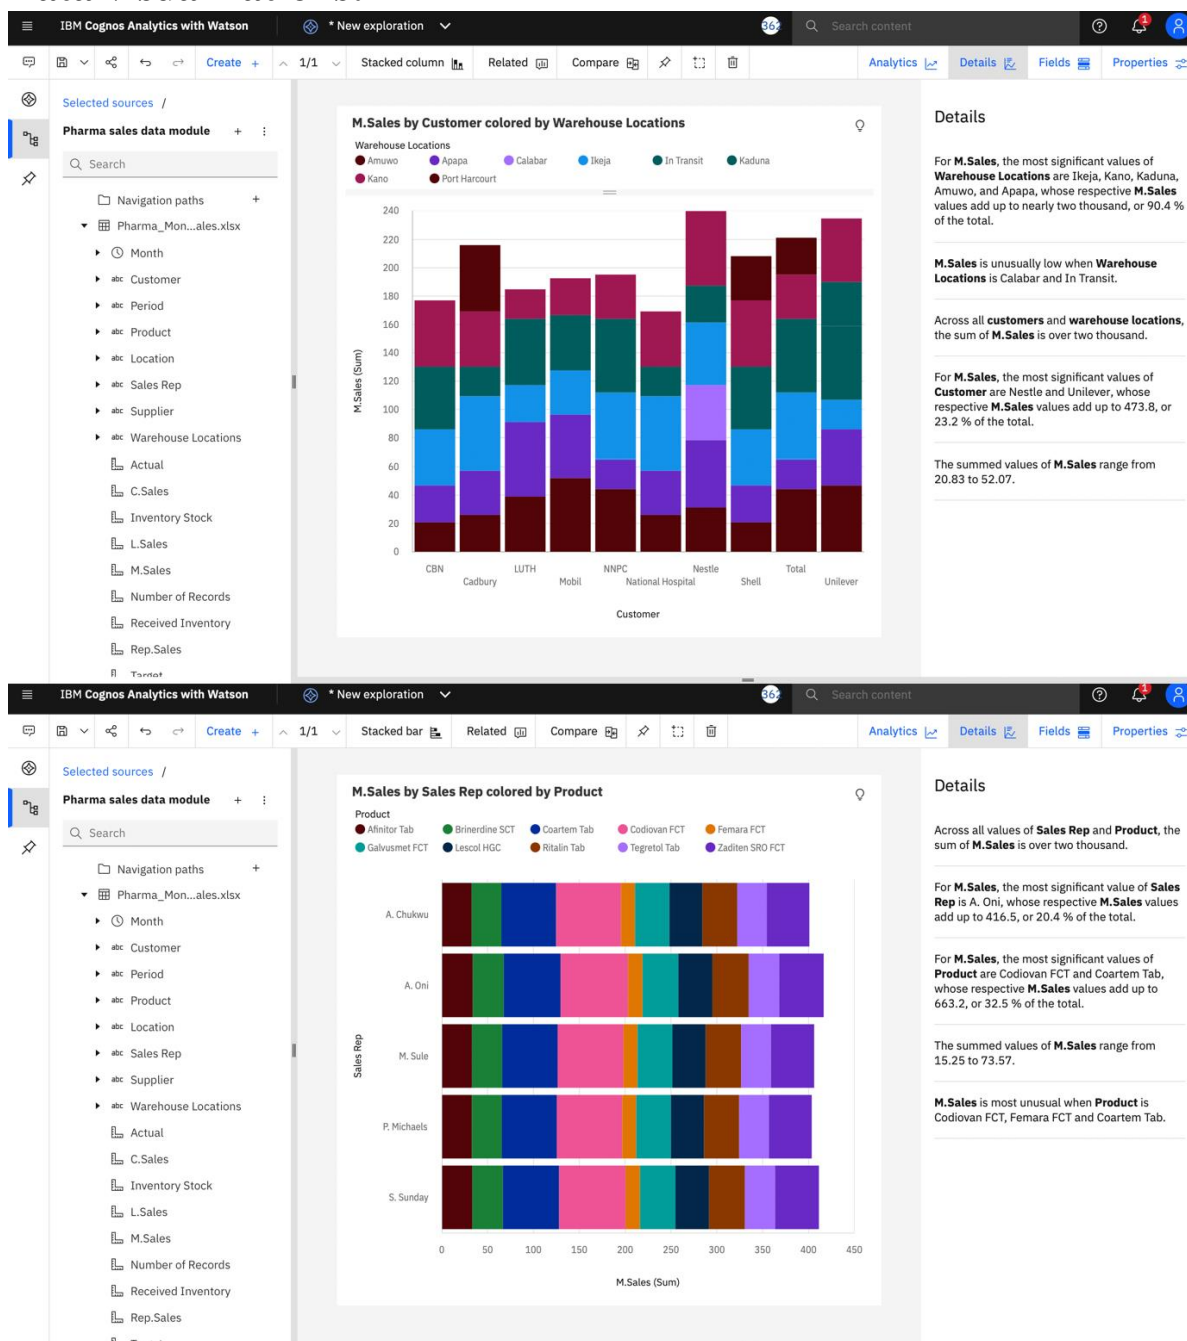 IBM Cognos Analytics with Watson
* New exploration
362
Search content
1
Create +
1/1
Stacked column
Related
Compare
Analytics
Details
Fields
Properties
Selected sources /
Pharma sales data module
Search
Navigation paths
Pharma_Mon...ales.xlsx
Month
abc Customer
abc Period
abc Product
abc Location
abc Sales Rep
abc Supplier
abc Warehouse Locations
Actual
C.Sales
Inventory Stock
L.Sales
M.Sales
Number of Records
Received Inventory
Rep.Sales
Target
M.Sales by Customer colored by Warehouse Locations
Warehouse Locations
Amuwo Apapa Calabar Ikeja In Transit Kaduna
Kano Port Harcourt
240
220
200
180
160
140
120
100
80
60
40
20
0
M.Sales (Sum)
CBN LUTH NNPC Nestle Total
Cadbury Mobil National Hospital Shell Unilever
Customer
Details
For M.Sales, the most significant values of
Warehouse Locations are Ikeja, Kano, Kaduna,
Amuwo, and Apapa, whose respective M.Sales
values add up to nearly two thousand, or 90.4 %
of the total.
M.Sales is unusually low when Warehouse
Locations is Calabar and In Transit.
Across all customers and warehouse locations,
the sum of M.Sales is over two thousand.
For M.Sales, the most significant values of
Customer are Nestle and Unilever, whose
respective M.Sales values add up to 473.8, or
23.2 % of the total.
The summed values of M.Sales range from
20.83 to 52.07.
IBM Cognos Analytics with Watson
* New exploration
362
Search content
1
Create +
1/1
Stacked bar
Related
Compare
Analytics
Details
Fields
Properties
Selected sources /
Pharma sales data module
Search
Navigation paths
Pharma_Mon...ales.xlsx
Month
abc Customer
abc Period
abc Product
abc Location
abc Sales Rep
abc Supplier
abc Warehouse Locations
Actual
C.Sales
Inventory Stock
L.Sales
M.Sales
Number of Records
Received Inventory
Rep.Sales
M.Sales by Sales Rep colored by Product
Product
Afinitor Tab Brinerdine SCT Coartem Tab Codiovan FCT Femara FCT
Galvusmet FCT Lescol HGC Ritalin Tab Tegretol Tab Zaditen SRO FCT
Sales Rep
A. Chukwu
A. Oni
M. Sule
P. Michaels
S. Sunday
0 50 100 150 200 250 300 350 400 450
M.Sales (Sum)
Details
Across all values of Sales Rep and Product, the
sum of M.Sales is over two thousand.
For M.Sales, the most significant value of Sales
Rep is A. Oni, whose respective M.Sales values
add up to 416.5, or 20.4 % of the total.
For M.Sales, the most significant values of
Product are Codiovan FCT and Coartem Tab,
whose respective M.Sales values add up to
663.2, or 32.5 % of the total.
The summed values of M.Sales range from
15.25 to 73.57.
M.Sales is most unusual when Product is
Codiovan FCT, Femara FCT and Coartem Tab.